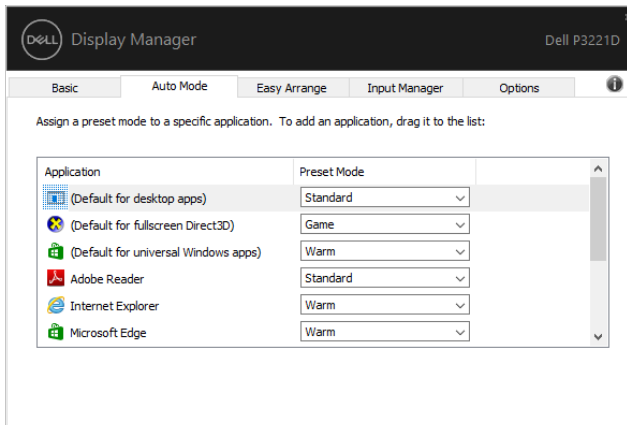 DELL Display Manager Dell P3221D
Basic Auto Mode Easy Arrange Input Manager Options i
Assign a preset mode to a specific application. To add an application, drag it to the list:
Application Preset Mode
(Default for desktop apps) Standard
(Default for fullscreen Direct3D) Game
(Default for universal Windows apps) Warm
Adobe Reader Standard
Internet Explorer Warm
Microsoft Edge Warm